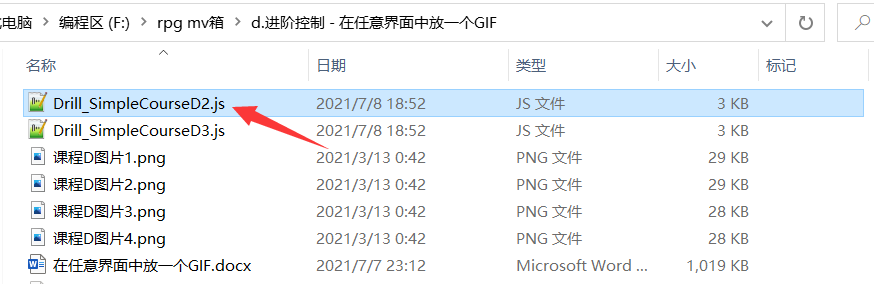 电脑 > 编程区 (F:) > rpg mv箱 > d.进阶控制 - 在任意界面中放一个GIF
名称 日期 类型 大小 标记
Drill_SimpleCourseD2.js 2021/7/8 18:52 JS 文件 3 KB
Drill_SimpleCourseD3.js 2021/7/8 18:52 JS 文件 3 KB
课程D图片1.png 2021/3/13 0:42 PNG 文件 29 KB
课程D图片2.png 2021/3/13 0:42 PNG 文件 29 KB
课程D图片3.png 2021/3/13 0:42 PNG 文件 28 KB
课程D图片4.png 2021/3/13 0:42 PNG 文件 28 KB
在任意界面中放一个GIF.docx 2021/7/7 23:12 Microsoft Word ... 1,019 KB